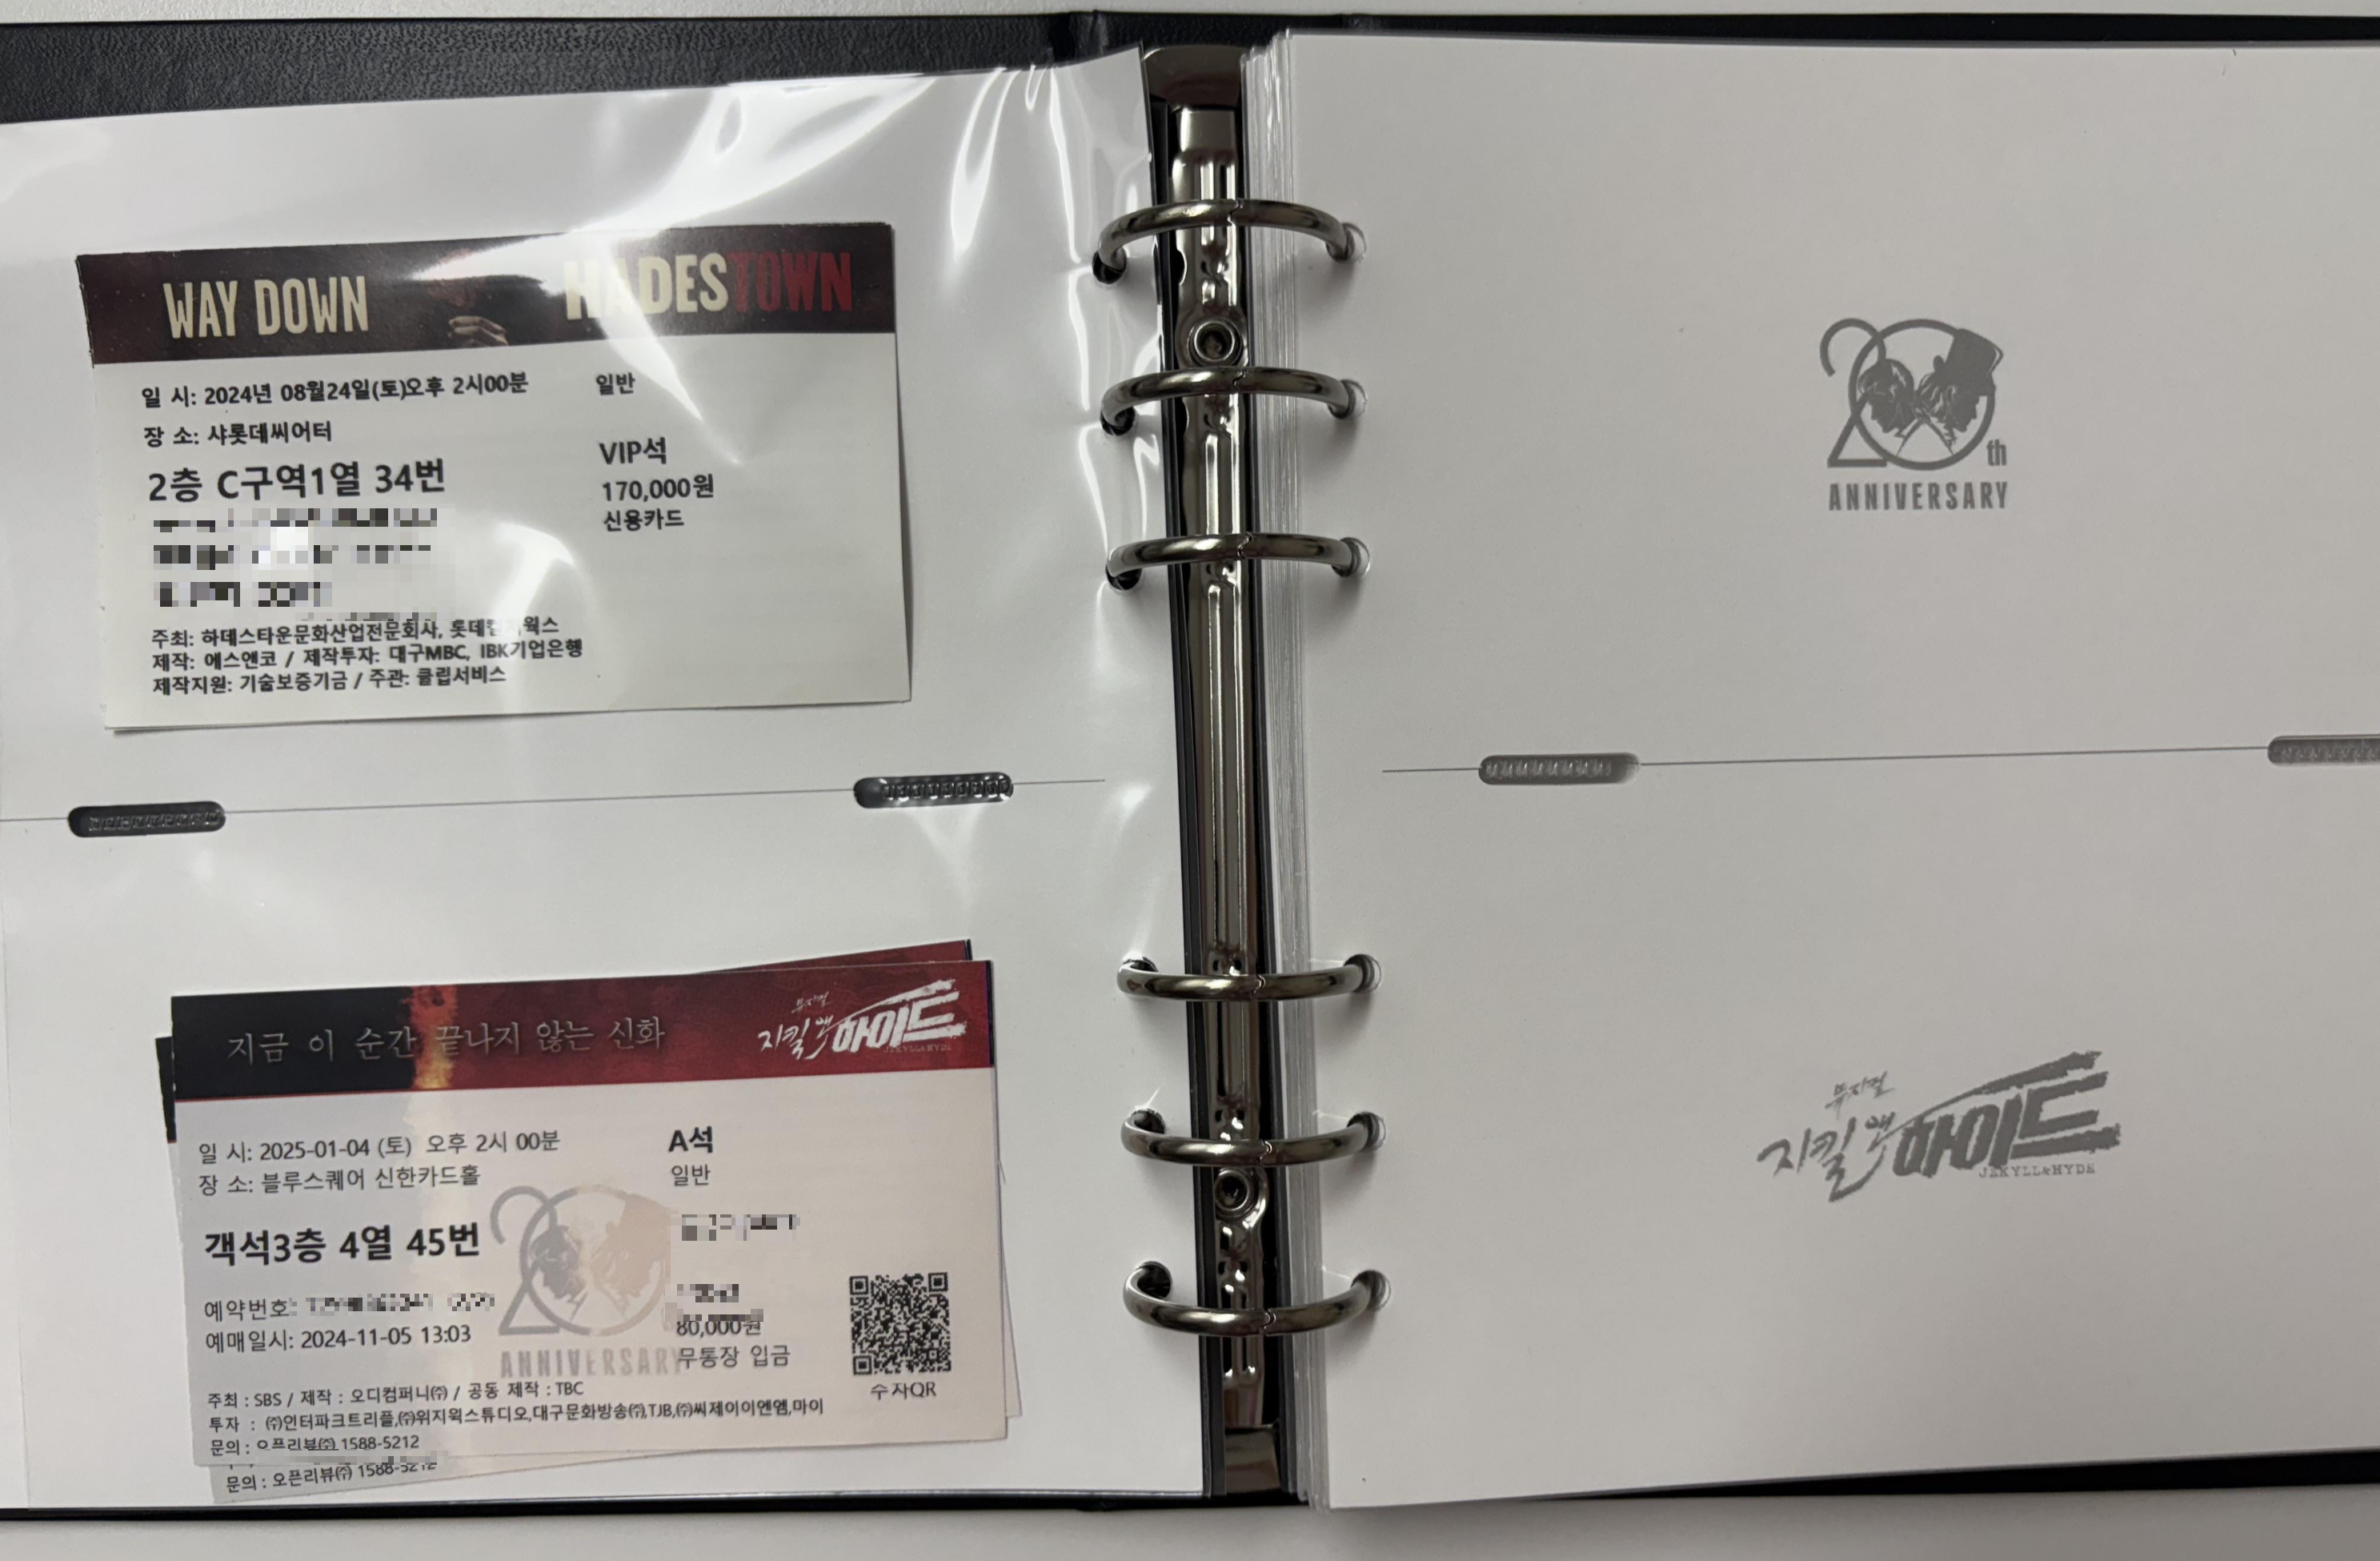 WAY DOWN
HADESTOWN
일 시: 2024년 08월24일(토)오후 2시00분
일반
장 소: 샤롯데씨어터
2층 C구역1열 34번
VIP석
170,000원
신용카드
주최: 하데스타운문화산업전문회사, 롯데컬처웍스
제작: 에스앤코 / 제작투자: 대구MBC, IBK기업은행
제작지원: 기술보증기금 / 주관: 클립서비스
지금 이 순간 끝나지 않는 신화
뮤지컬
지킬앤하이드
JEKYLL&HYDE
일 시: 2025-01-04 (토) 오후 2시 00분
장 소: 블루스퀘어 신한카드홀
A석
일반
객석3층 4열 45번
예약번호:
예매일시: 2024-11-05 13:03
80,000원
무통장 입금
20
ANNIVERSARY
수자QR
주최 : SBS / 제작 : 오디컴퍼니㈜ / 공동 제작 : TBC
투자 : ㈜인터파크트리플,㈜위지윅스튜디오,대구문화방송㈜,TJB,㈜씨제이이엔엠,마이
문의 : 오픈리뷰㈜ 1588-5212
문의 : 오픈리뷰㈜ 1588-5212
20th
ANNIVERSARY
뮤지컬
지킬앤하이드
JEKYLL&HYDE